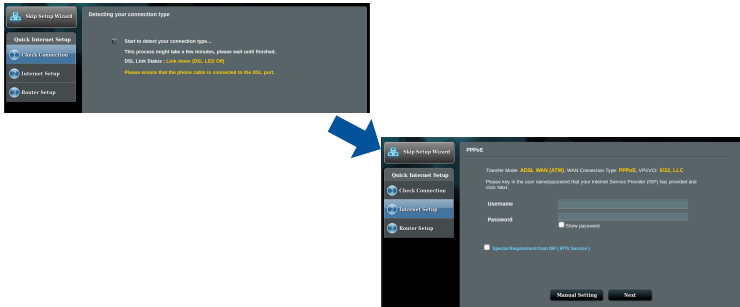 Skip Setup Wizard
Detecting your connection type
Quick Internet Setup
Check Connection
Internet Setup
Router Setup
Start to detect your connection type...
This process might take a few minutes, please wait until finished.
DSL Link Status : Link down (DSL LED Off)
Please ensure that the phone cable is connected to the DSL port.
Skip Setup Wizard
PPPoE
Quick Internet Setup
Check Connection
Internet Setup
Router Setup
Transfer Mode: ADSL WAN (ATM), WAN Connection Type: PPPoE, VPI/VCI: 8/33, LLC
Please key in the user name/password that your Internet Service Provider (ISP) has provided and
click Next.
Username
Password
Show password
Special Requirement from ISP ( IPTV Service )
Manual Setting
Next